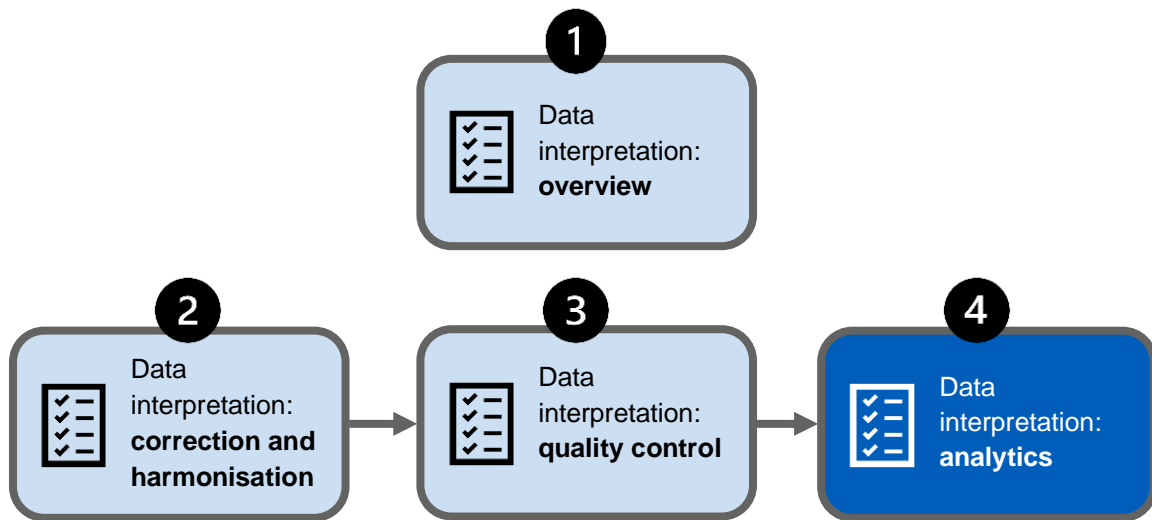 1
Data
interpretation:
overview
2
Data
interpretation:
correction and
harmonisation
3
Data
interpretation:
quality control
4
Data
interpretation:
analytics